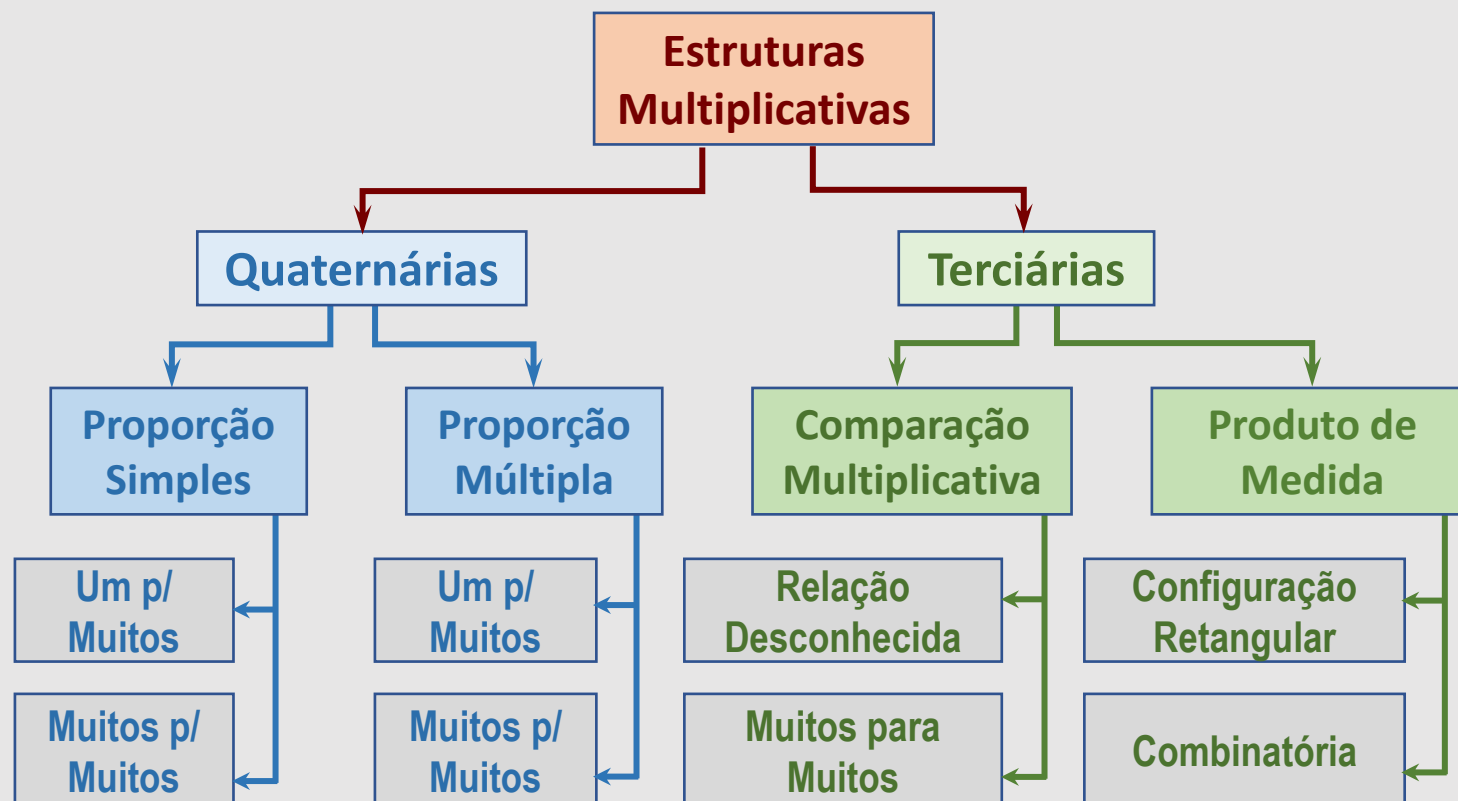 Estruturas
Multiplicativas
Quaternárias
Terciárias
Proporção
Simples
Proporção
Múltipla
Comparação
Multiplicativa
Produto de
Medida
Um p/
Muitos
Um p/
Muitos
Relação
Desconhecida
Configuração
Retangular
Muitos p/
Muitos
Muitos p/
Muitos
Muitos para
Muitos
Combinatória